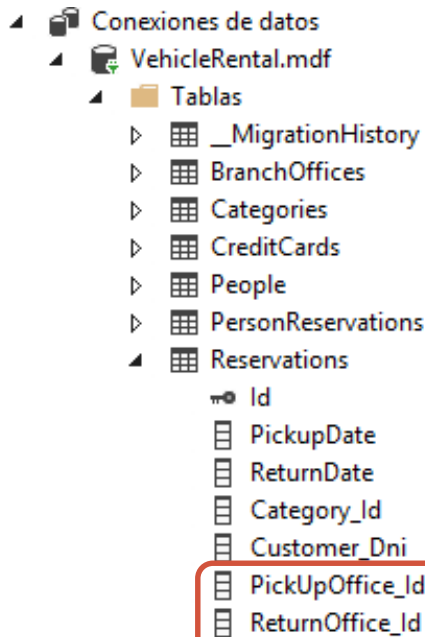 Conexiones de datos
VehicleRental.mdf
Tablas
__MigrationHistory
BranchOffices
Categories
CreditCards
People
PersonReservations
Reservations
Id
PickupDate
ReturnDate
Category_Id
Customer_Dni
PickUpOffice_Id
ReturnOffice_Id